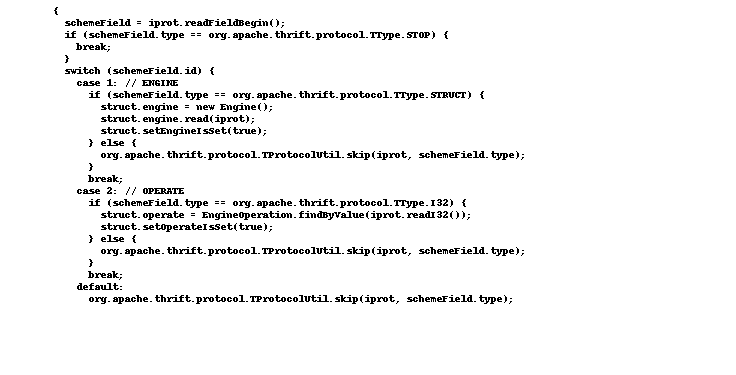 {
schemeField = iprot.readFieldBegin();
if (schemeField.type == org.apache.thrift.protocol.TType.STOP) {
break;
}
switch (schemeField.id) {
case 1: // ENGINE
if (schemeField.type == org.apache.thrift.protocol.TType.STRUCT) {
struct.engine = new Engine();
struct.engine.read(iprot);
struct.setEngineIsSet(true);
} else {
org.apache.thrift.protocol.TProtocolUtil.skip(iprot, schemeField.type);
}
break;
case 2: // OPERATE
if (schemeField.type == org.apache.thrift.protocol.TType.I32) {
struct.operate = EngineOperation.findByValue(iprot.readI32());
struct.setOperateIsSet(true);
} else {
org.apache.thrift.protocol.TProtocolUtil.skip(iprot, schemeField.type);
}
break;
default:
org.apache.thrift.protocol.TProtocolUtil.skip(iprot, schemeField.type);